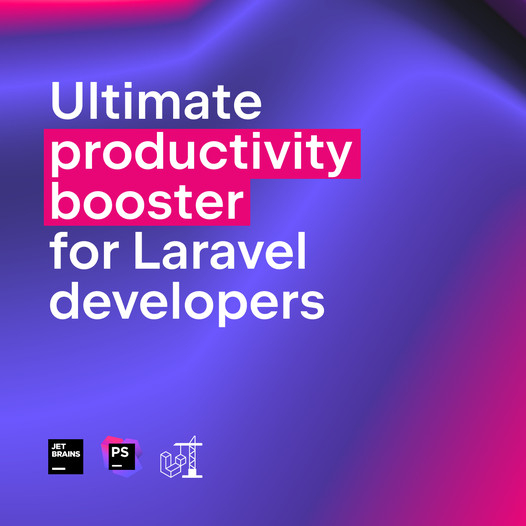 Ultimate
productivity
booster
for Laravel
developers
JET
BRAINS
PS